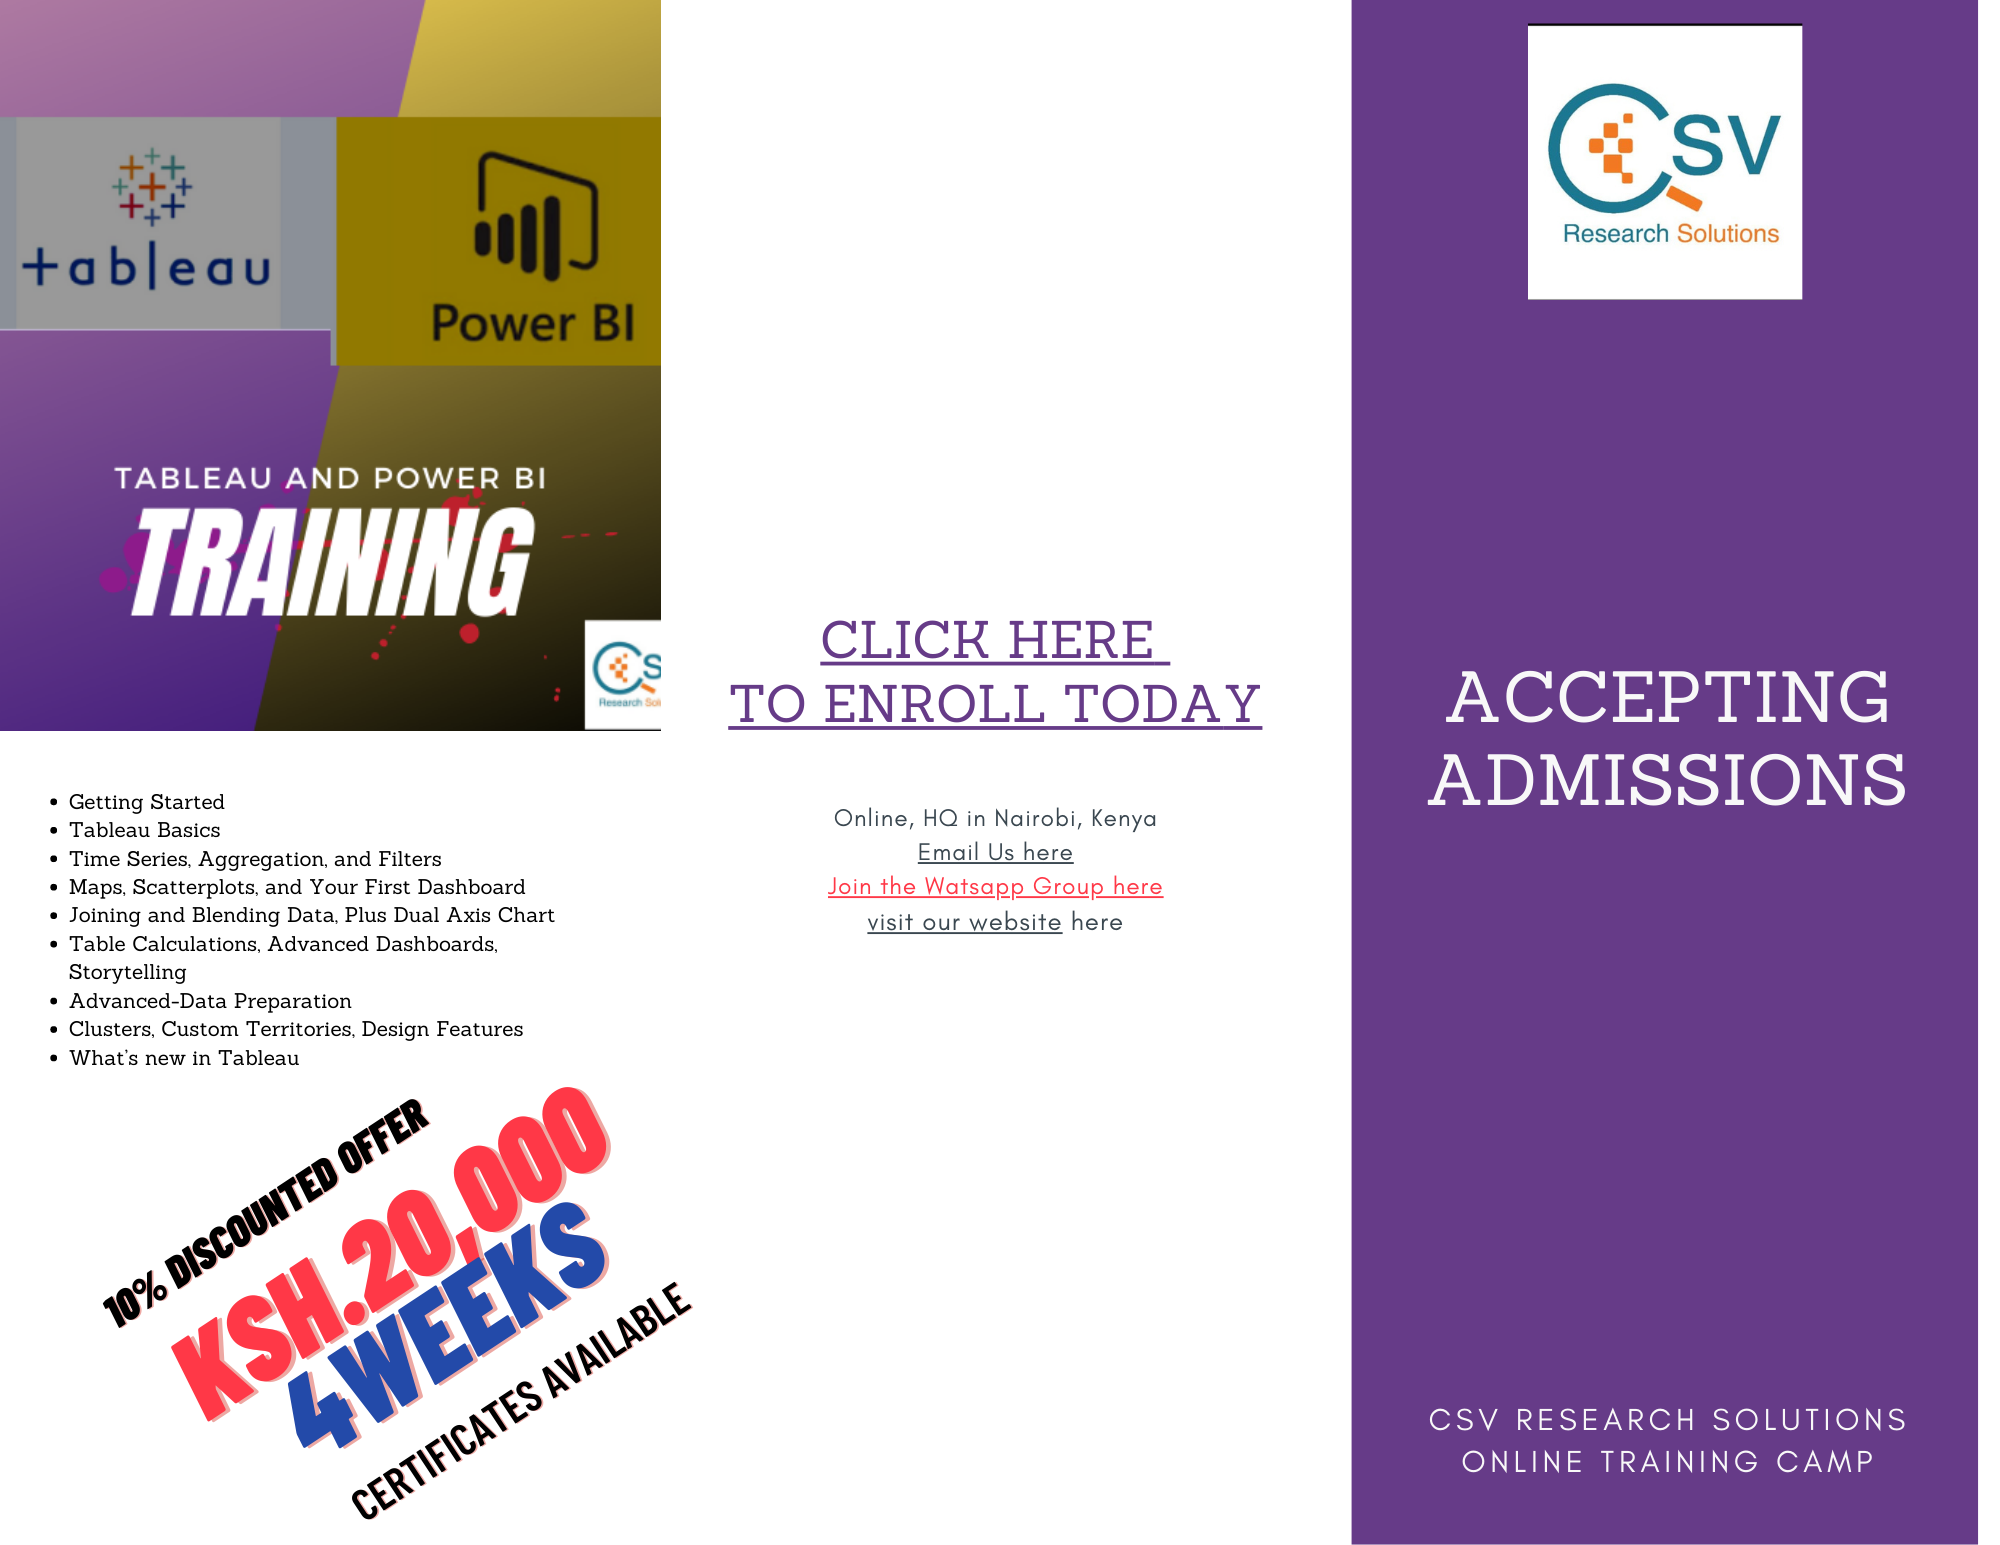 +ableau
Power BI
TABLEAU AND POWER BI
TRAINING
CS
Research Sol
• Getting Started
• Tableau Basics
• Time Series, Aggregation, and Filters
• Maps, Scatterplots, and Your First Dashboard
• Joining and Blending Data, Plus Dual Axis Chart
• Table Calculations, Advanced Dashboards,
Storytelling
• Advanced-Data Preparation
• Clusters, Custom Territories, Design Features
• What's new in Tableau
10% DISCOUNTED OFFER
KSH.20,000
4WEEKS
CERTIFICATES AVAILABLE
CLICK HERE
TO ENROLL TODAY
Online, HQ in Nairobi, Kenya
Email Us here
Join the Watsapp Group here
visit our website here
CSV
Research Solutions
ACCEPTING
ADMISSIONS
CSV RESEARCH SOLUTIONS
ONLINE TRAINING CAMP